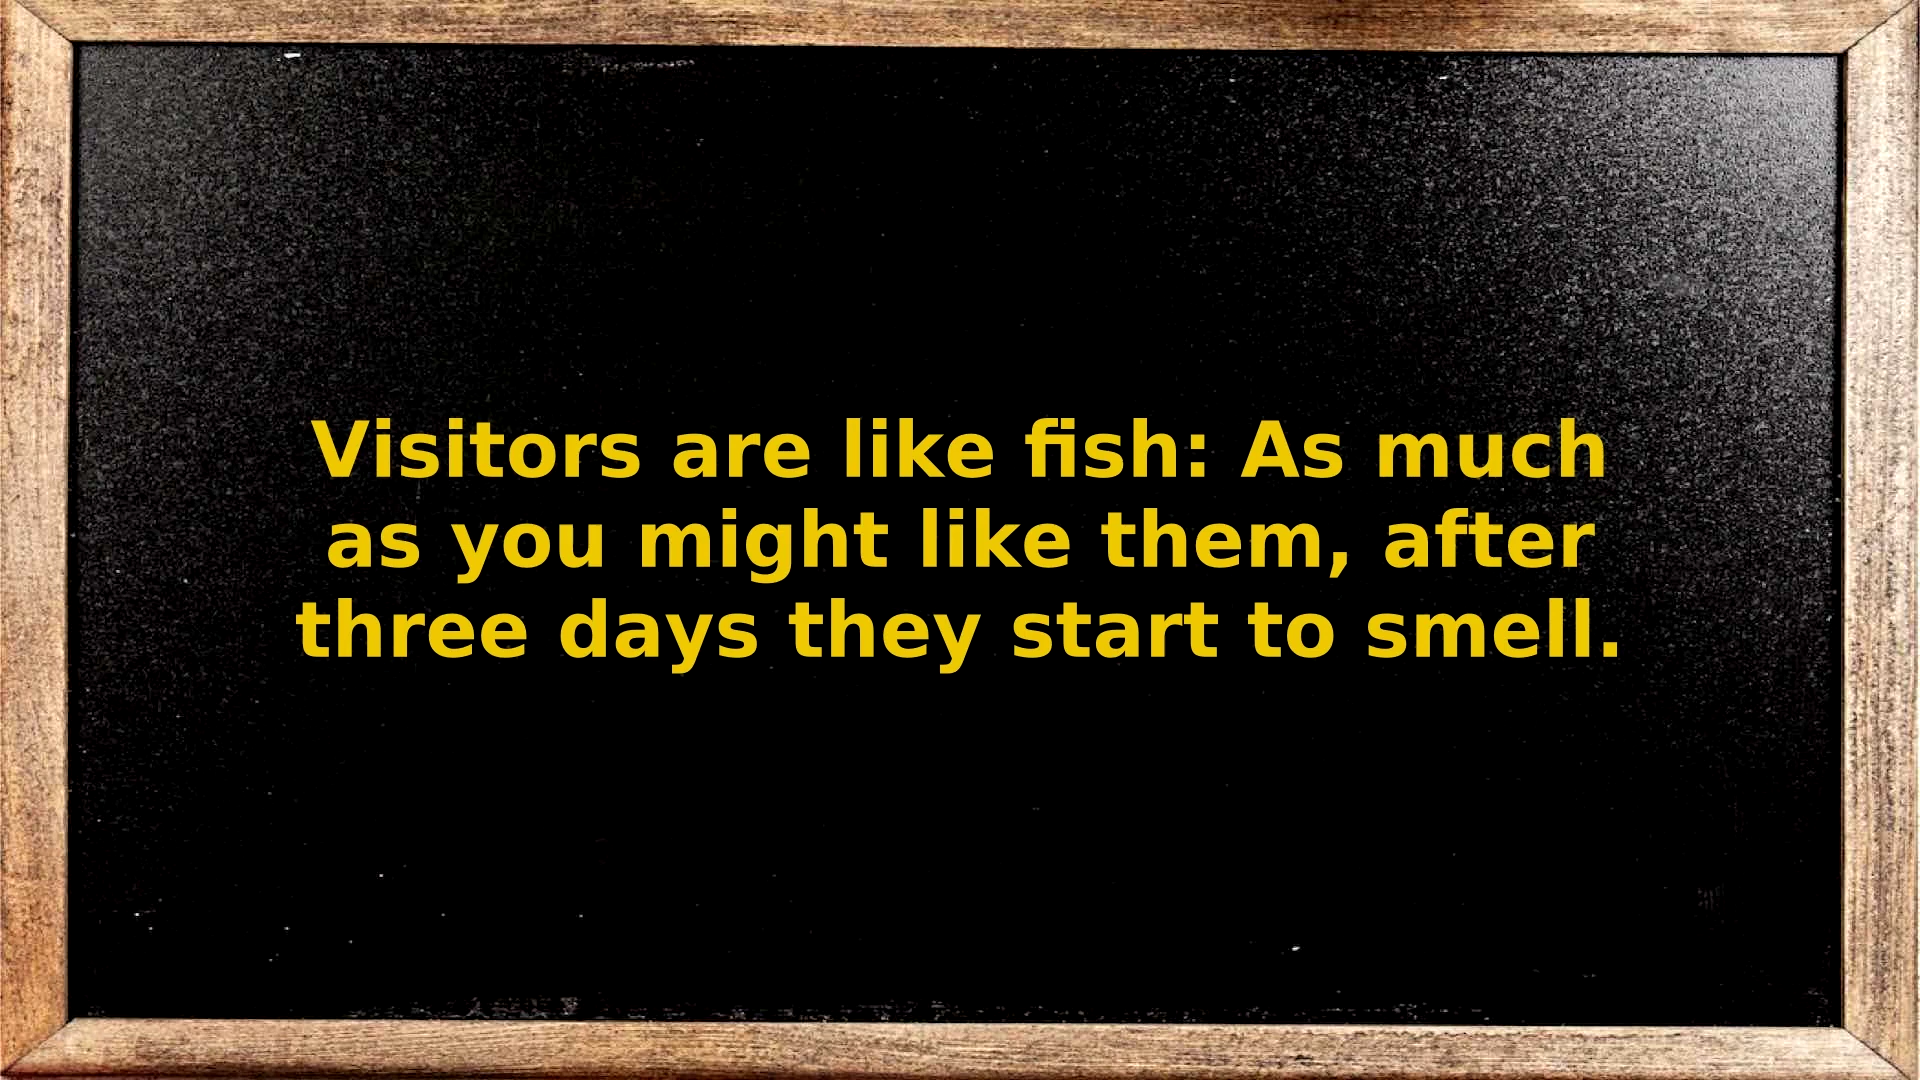 Visitors are like fish: As much
as you might like them, after
three days they start to smell.